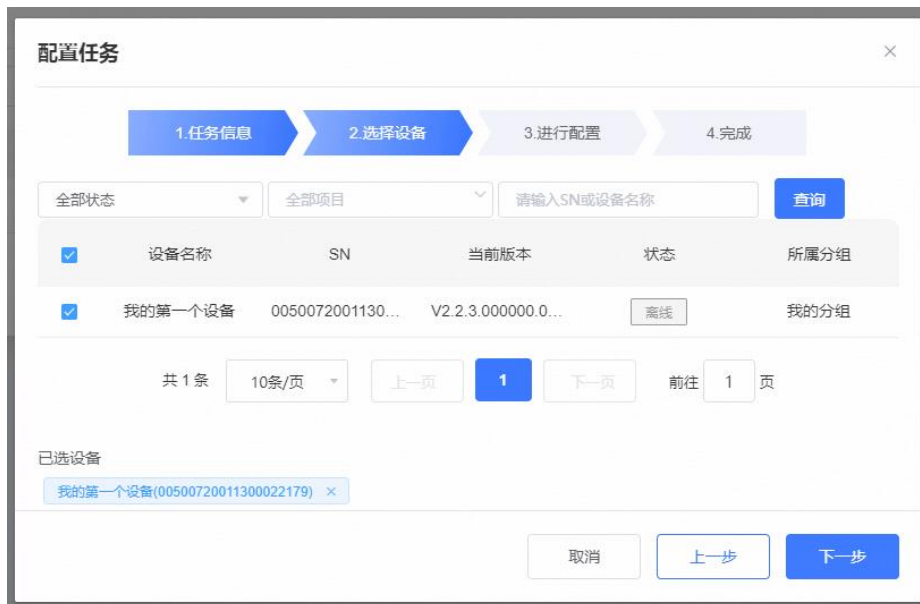 配置任务
1.任务信息 2.选择设备 3.进行配置 4.完成
全部状态 全部项目 请输入SN或设备名称 查询
设备名称 SN 当前版本 状态 所属分组
我的第一个设备 0050072001130... V2.2.3.000000.0... 离线 我的分组
共 1 条 10条/页 上一页 1 下一页 前往 1 页
已选设备
我的第一个设备(00500720011300022179) ×
取消 上一步 下一步